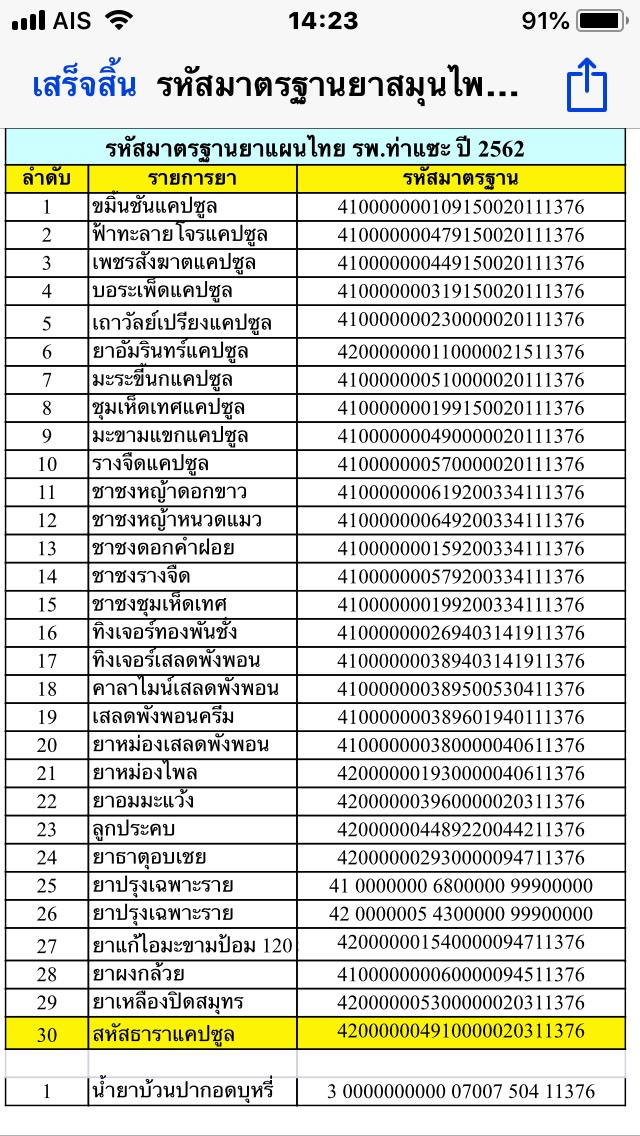 AIS 14:23 91%
เสร็จสิ้น รหัสมาตรฐานยาสมุนไพ...
รหัสมาตรฐานยาแผนไทย รพ.ท่าแซะ ปี 2562
ลำดับ รายการยา รหัสมาตรฐาน
1 ขมิ้นชันแคปซูล 410000000109150020111376
2 ฟ้าทะลายโจรแคปซูล 410000000479150020111376
3 เพชรสังฆาตแคปซูล 410000000449150020111376
4 บอระเพ็ดแคปซูล 410000000319150020111376
5 เถาวัลย์เปรียงแคปซูล 410000000230000020111376
6 ยาอัมรินทร์แคปซูล 420000000110000021511376
7 มะระขี้นกแคปซูล 410000000510000020111376
8 ชุมเห็ดเทศแคปซูล 410000000199150020111376
9 มะขามแขกแคปซูล 410000000490000020111376
10 รางจืดแคปซูล 410000000570000020111376
11 ชาชงหญ้าดอกขาว 410000000619200334111376
12 ชาชงหญ้าหนวดแมว 410000000649200334111376
13 ชาชงดอกคำฝอย 410000000159200334111376
14 ชาชงรางจืด 410000000579200334111376
15 ชาชงชุมเห็ดเทศ 410000000199200334111376
16 ทิงเจอร์ทองพันชั่ง 410000000269403141911376
17 ทิงเจอร์เสลดพังพอน 410000000389403141911376
18 คาลาไมน์เสลดพังพอน 410000000389500530411376
19 เสลดพังพอนครีม 410000000389601940111376
20 ยาหม่องเสลดพังพอน 410000000380000040611376
21 ยาหม่องไพล 420000001930000040611376
22 ยาอมมะแว้ง 420000003960000020311376
23 ลูกประคบ 420000004489220044211376
24 ยาธาตุอบเชย 420000002930000094711376
25 ยาปรุงเฉพาะราย 41 0000000 6800000 99900000
26 ยาปรุงเฉพาะราย 42 0000005 4300000 99900000
27 ยาแก้ไอมะขามป้อม 120 420000001540000094711376
28 ยาผงกล้วย 410000000060000094511376
29 ยาเหลืองปิดสมุทร 420000005300000020311376
30 สหัสธาราแคปซูล 420000004910000020311376
1 น้ำยาบ้วนปากอดบุหรี่ 3 0000000000 07007 504 11376